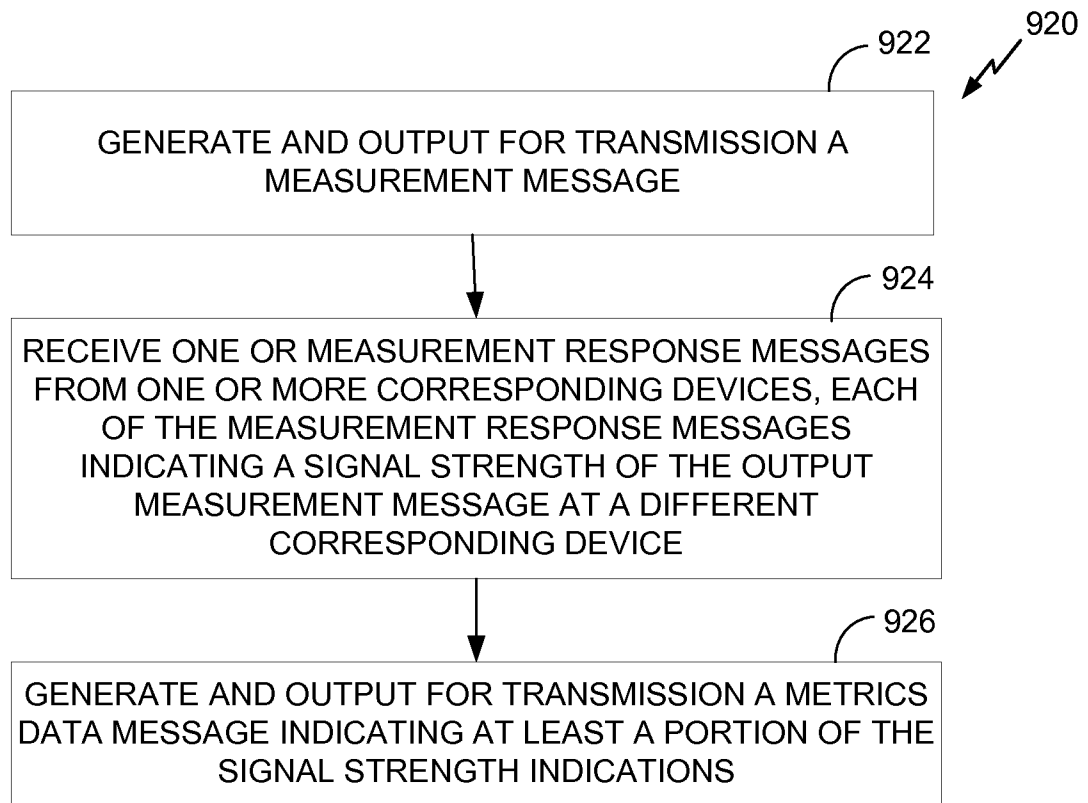 920
922
GENERATE AND OUTPUT FOR TRANSMISSION A
MEASUREMENT MESSAGE
924
RECEIVE ONE OR MEASUREMENT RESPONSE MESSAGES
FROM ONE OR MORE CORRESPONDING DEVICES, EACH
OF THE MEASUREMENT RESPONSE MESSAGES
INDICATING A SIGNAL STRENGTH OF THE OUTPUT
MEASUREMENT MESSAGE AT A DIFFERENT
CORRESPONDING DEVICE
926
GENERATE AND OUTPUT FOR TRANSMISSION A METRICS
DATA MESSAGE INDICATING AT LEAST A PORTION OF THE
SIGNAL STRENGTH INDICATIONS